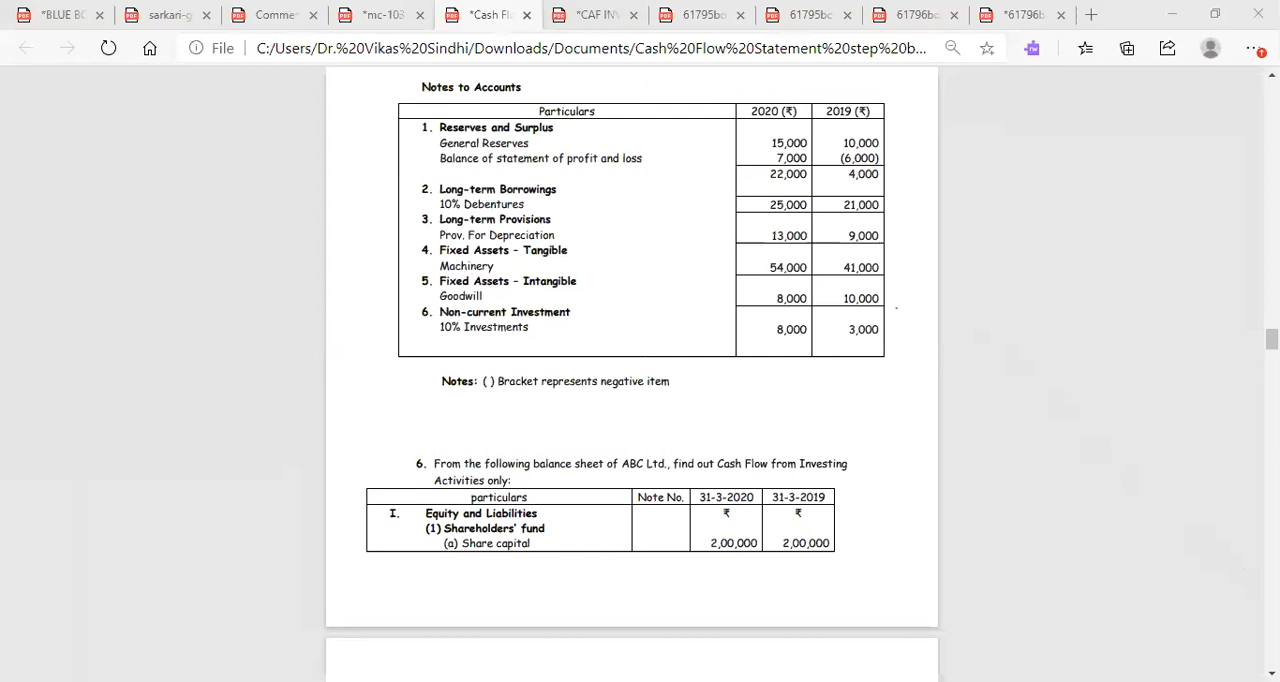 *BLUE BC
sarkari-g
Comme
*mc-103
*Cash Fl
*CAF IN
61795bo
61795bc
61796bc
*61796b
File
C:/Users/Dr.%20Vikas%20Sindhi/Downloads/Documents/Cash%20Flow%20Statement%20step%20b...
Notes to Accounts
Particulars 2020 (₹) 2019 (₹)
1. Reserves and Surplus
General Reserves 15,000 10,000
Balance of statement of profit and loss 7,000 (6,000)
22,000 4,000
2. Long-term Borrowings
10% Debentures 25,000 21,000
3. Long-term Provisions
Prov. For Depreciation 13,000 9,000
4. Fixed Assets - Tangible
Machinery 54,000 41,000
5. Fixed Assets - Intangible
Goodwill 8,000 10,000
6. Non-current Investment
10% Investments 8,000 3,000
Notes: ( ) Bracket represents negative item
6. From the following balance sheet of ABC Ltd., find out Cash Flow from Investing
Activities only:
particulars Note No. 31-3-2020 31-3-2019
I. Equity and Liabilities ₹ ₹
(1) Shareholders' fund
(a) Share capital 2,00,000 2,00,000